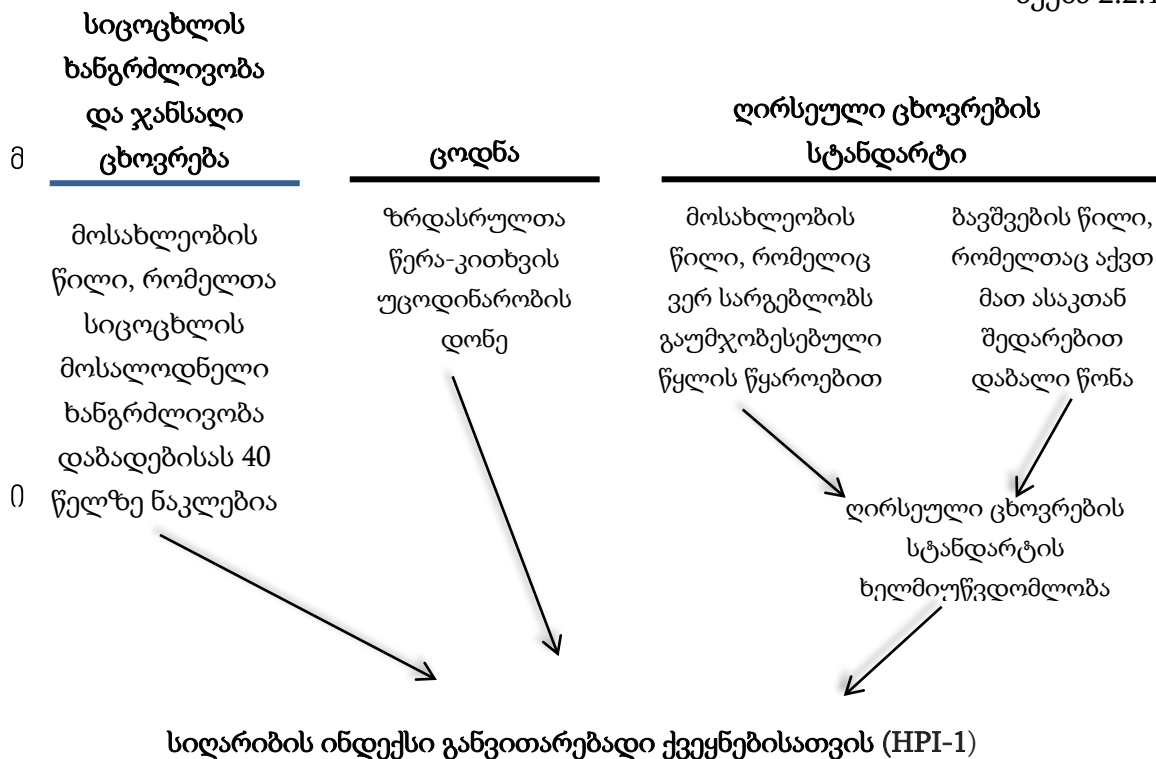 სიცოცხლის
ხანგრძლივობა
და ჯანსაღი
ცხოვრება
ცოდნა
ღირსეული ცხოვრების
სტანდარტი
მ
მოსახლეობის
წილი, რომელთა
სიცოცხლის
მოსალოდნელი
ხანგრძლივობა
დაბადებისას 40
წელზე ნაკლებია
ი
ზრდასრულთა
წერა-კითხვის
უცოდინარობის
დონე
მოსახლეობის
წილი, რომელიც
ვერ სარგებლობს
გაუმჯობესებული
წყლის წყაროებით
ბავშვების წილი,
რომელთაც აქვთ
მათ ასაკთან
შედარებით
დაბალი წონა
ღირსეული ცხოვრების
სტანდარტის
ხელმიუწვდომლობა
სიღარიბის ინდექსი განვითარებადი ქვეყნებისათვის (HPI-1)